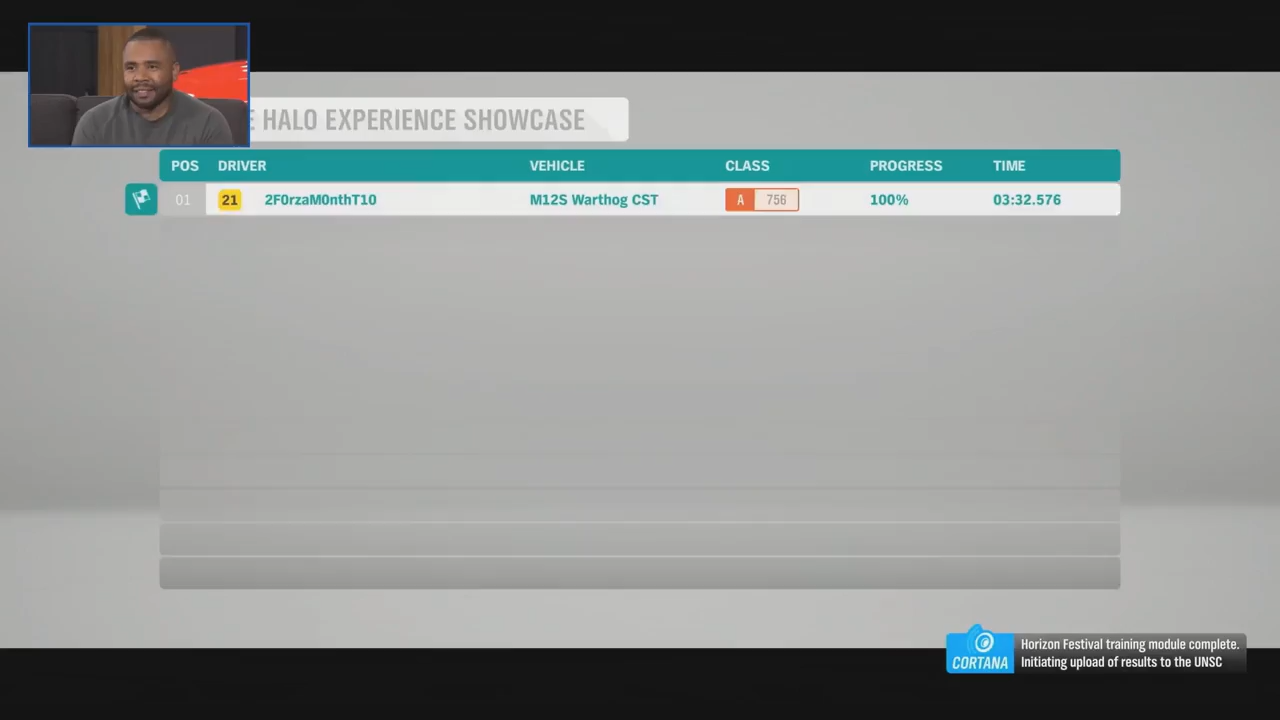 E HALO EXPERIENCE SHOWCASE
POS DRIVER VEHICLE CLASS PROGRESS TIME
01 21 2F0rzaM0nthT10 M12S Warthog CST A 756 100% 03:32.576
CORTANA
Horizon Festival training module complete.
Initiating upload of results to the UNSC